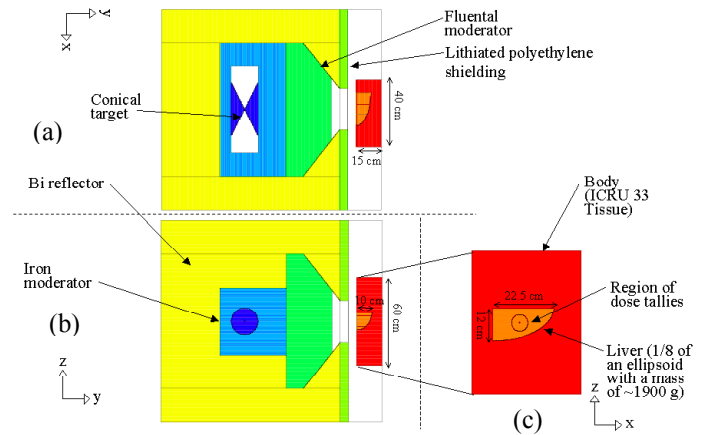 y
x
Fluental
moderator
Lithiated polyethylene
shielding
Conical
target
(a)
40 cm
15 cm
Bi reflector
Body
(ICRU 33
Tissue)
Iron
moderator
10 cm
60 cm
22.5 cm
12 cm
Region of
dose tallies
(b)
Liver (1/8 of
an ellipsoid
with a mass
of ~1900 g)
z
y
(c)
z
x